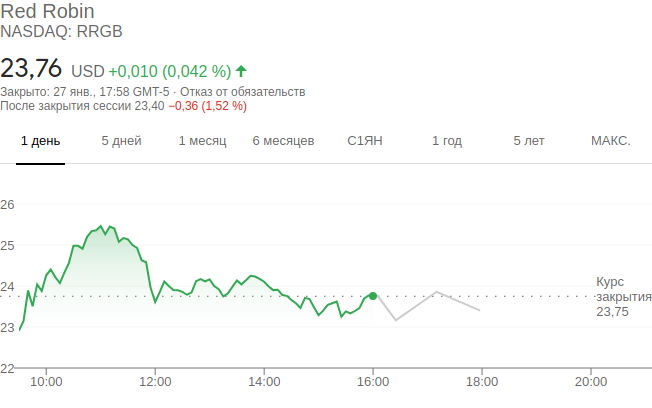 Red Robin
NASDAQ: RRGB
23,76 USD +0,010 (0,042 %)
Закрыто: 27 янв., 17:58 GMT-5 · Отказ от обязательств
После закрытия сессии 23,40 −0,36 (1,52 %)
1 день 5 дней 1 месяц 6 месяцев С1ЯН 1 год 5 лет МАКС.
26
25
24
23
22
Курс
закрытия
23,75
10:00 12:00 14:00 16:00 18:00 20:00